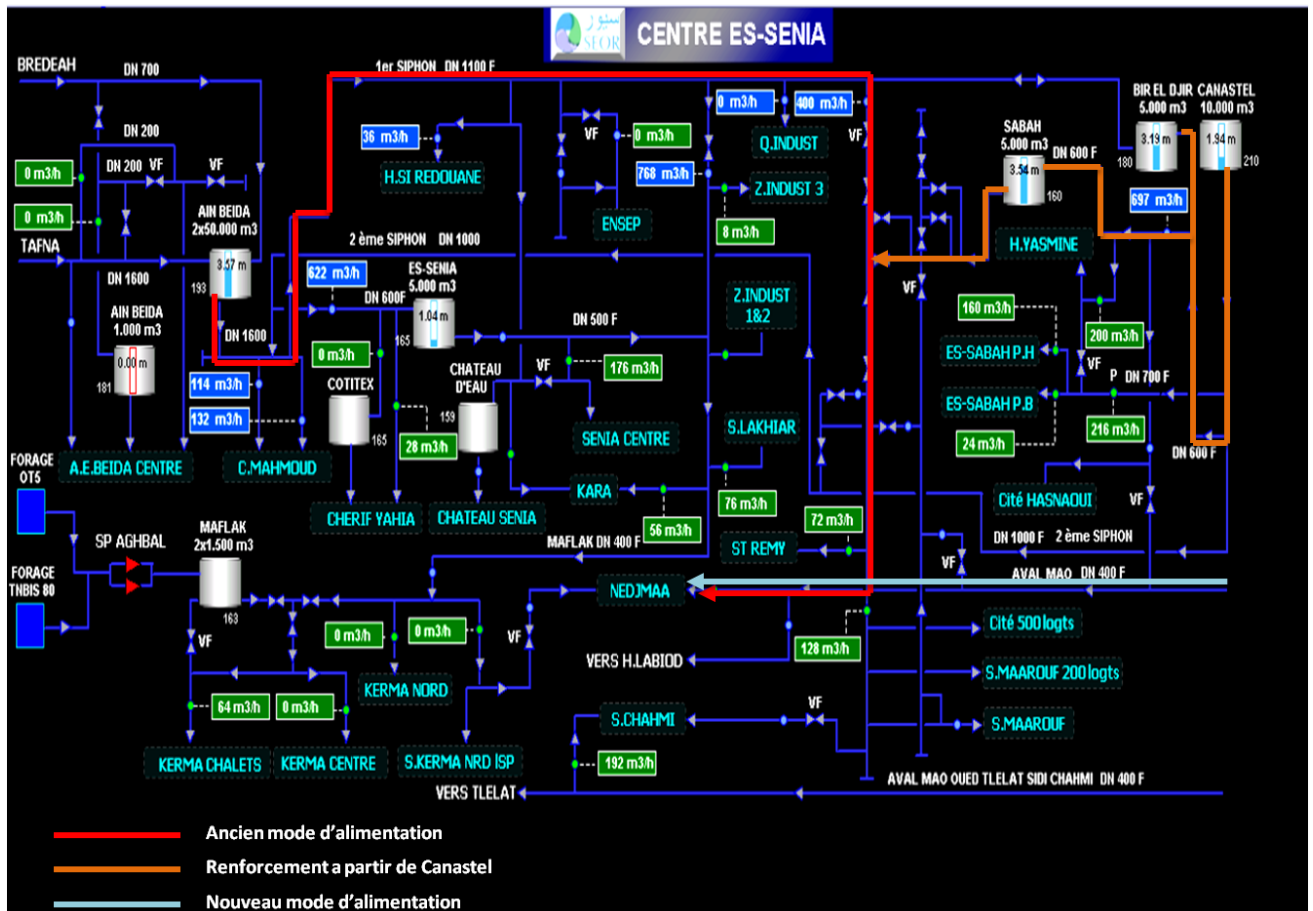 سيور
SEOR
CENTRE ES-SENIA
BREDEAH
DN 700
1er SIPHON DN 1100 F
BIR EL DJIR
5.000 m3
CANASTEL
10.000 m3
0 m3/h
400 m3/h
DN 200
36 m3/h
VF
0 m3/h
VF
Q.INDUST
SABAH
5.000 m3
DN 600 F
3.19 m
1.94 m
180
210
DN 200
VF
VF
0 m3/h
H.SI REDOUANE
768 m3/h
Z.INDUST 3
3.54 m
160
697 m3/h
0 m3/h
AIN BEIDA
2x50.000 m3
ENSEP
8 m3/h
TAFNA
2 ème SIPHON DN 1000
H.YASMINE
3.57 m
193
DN 1600
622 m3/h
ES-SENIA
5.000 m3
Z.INDUST
1&2
VF
AIN BEIDA
1.000 m3
DN 600F
1.04 m
165
DN 500 F
160 m3/h
DN 1600
200 m3/h
0.00 m
181
0 m3/h
176 m3/h
ES-SABAH P.H
VF
114 m3/h
COTITEX
CHATEAU
D'EAU
VF
P
DN 700 F
132 m3/h
159
ES-SABAH P.B
165
28 m3/h
SENIA CENTRE
S.LAKHIAR
24 m3/h
216 m3/h
DN 600 F
FORAGE
OT5
A.E.BEIDA CENTRE
C.MAHMOUD
KARA
76 m3/h
Cité HASNAOUI
VF
CHERIF YAHIA
CHATEAU SENIA
56 m3/h
72 m3/h
MAFLAK
2x1.500 m3
SP AGHBAL
MAFLAK DN 400 F
ST REMY
DN 1000 F 2 ème SIPHON
VF
FORAGE
TNBIS 80
AVAL MAO DN 400 F
NEDJMAA
163
VF
0 m3/h
0 m3/h
VF
Cité 500 logts
128 m3/h
VERS H.LABIOD
S.MAAROUF 200 logts
KERMA NORD
64 m3/h
0 m3/h
S.CHAHMI
VF
S.MAAROUF
KERMA CHALETS
KERMA CENTRE
S.KERMA NRD ISP
192 m3/h
AVAL MAO OUED TLELAT SIDI CHAHMI DN 400 F
VERS TLELAT
Ancien mode d'alimentation
Renforcement a partir de Canastel
Nouveau mode d'alimentation